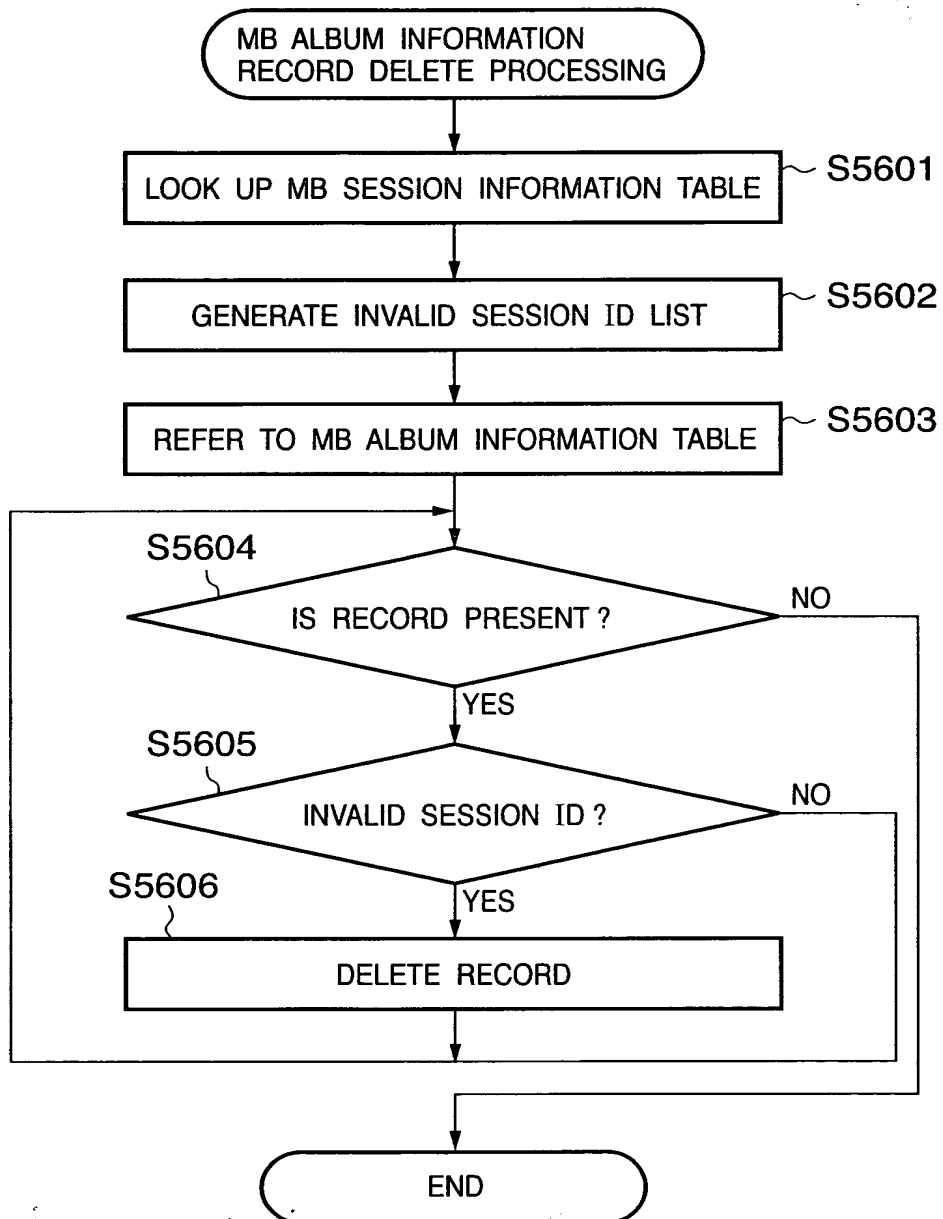 MB ALBUM INFORMATION
RECORD DELETE PROCESSING
LOOK UP MB SESSION INFORMATION TABLE
S5601
GENERATE INVALID SESSION ID LIST
S5602
REFER TO MB ALBUM INFORMATION TABLE
S5603
S5604
IS RECORD PRESENT?
NO
YES
S5605
INVALID SESSION ID?
NO
YES
S5606
DELETE RECORD
END